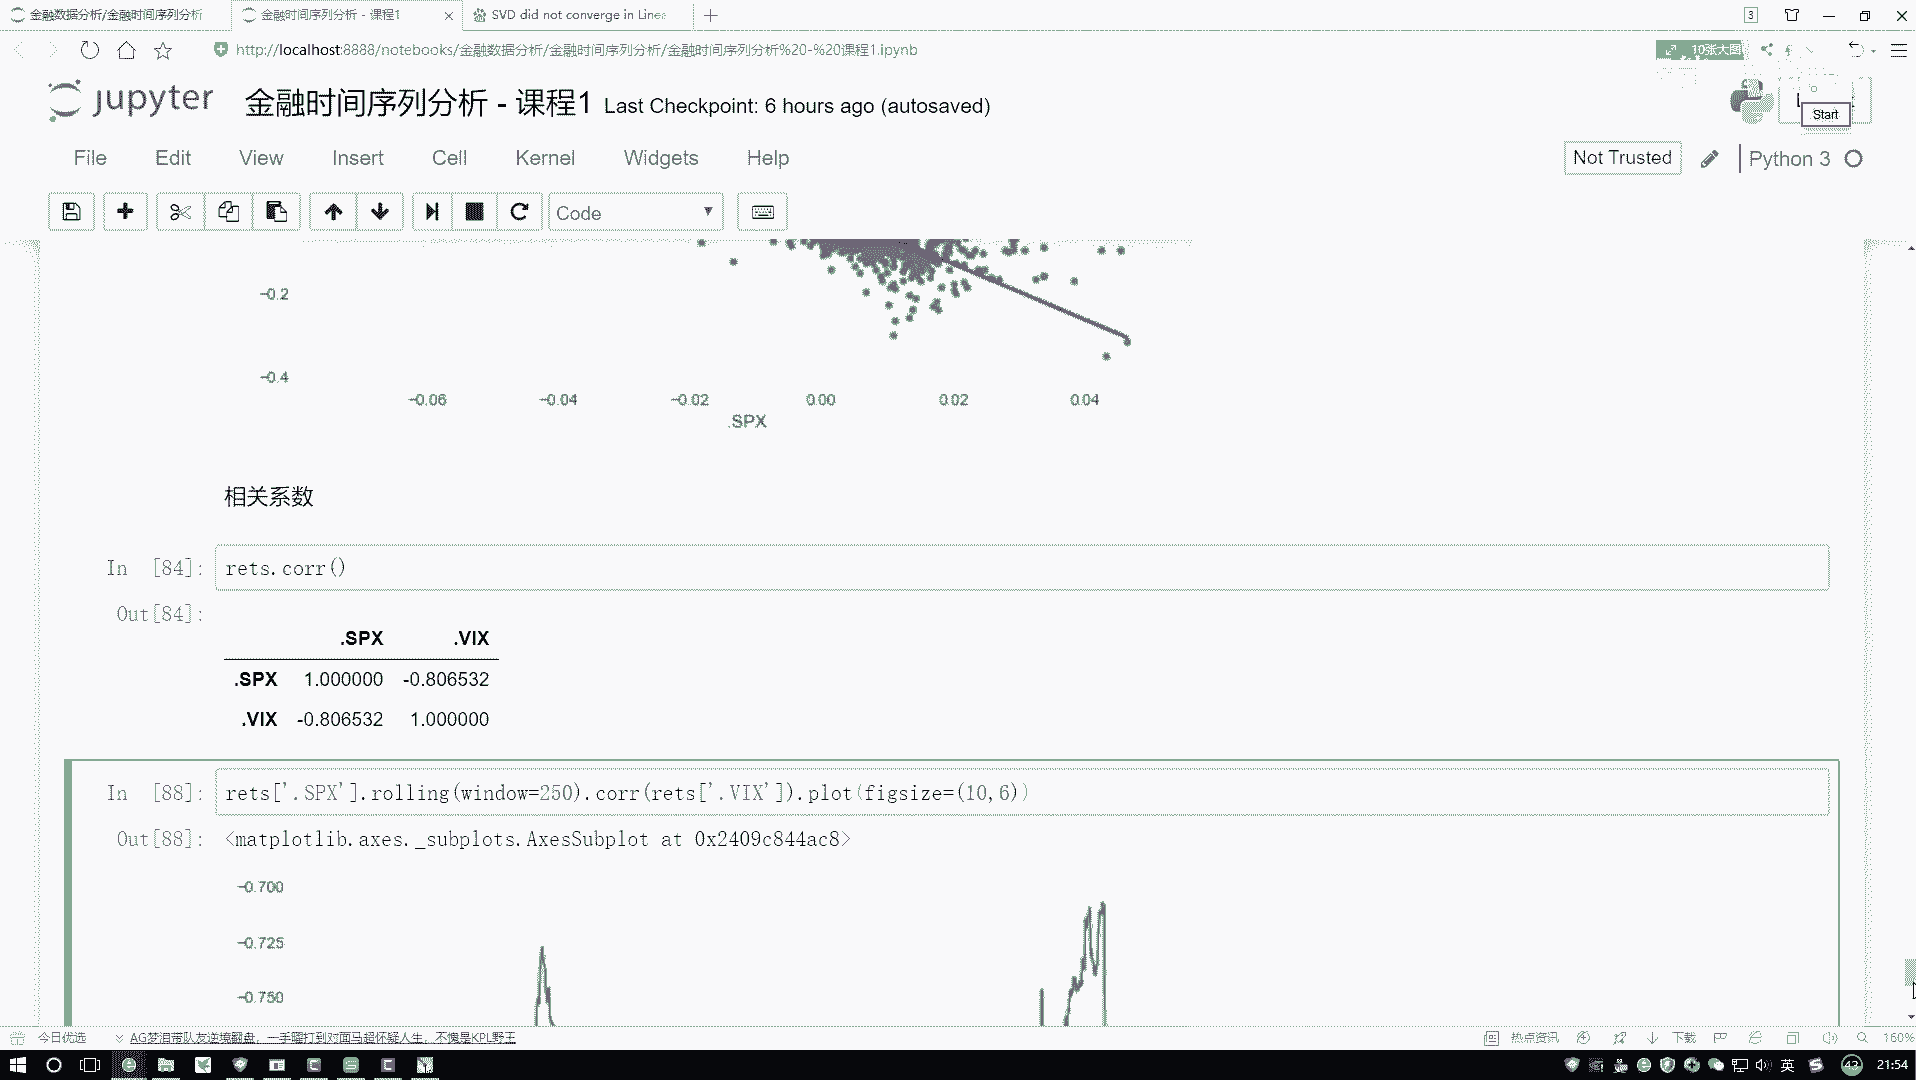 金融数据分析/金融时间序列分析
金融时间序列分析 - 课程1
SVD did not converge in Linea
3
http://localhost:8888/notebooks/金融数据分析/金融时间序列分析/金融时间序列分析%20-%20课程1.ipynb
10张大图
jupyter
金融时间序列分析 - 课程1 Last Checkpoint: 6 hours ago (autosaved)
Start
File Edit View Insert Cell Kernel Widgets Help
Not Trusted
Python 3
Code
−0.2
−0.4
−0.06 −0.04 −0.02 0.00 0.02 0.04
.SPX
相关系数
In [84]: rets.corr()
Out[84]:
.SPX .VIX
.SPX 1.000000 -0.806532
.VIX -0.806532 1.000000
In [88]: rets['.SPX'].rolling(window=250).corr(rets['.VIX']).plot(figsize=(10,6))
Out[88]: <matplotlib.axes._subplots.AxesSubplot at 0x2409c844ac8>
−0.700
−0.725
−0.750
今日优选
AG梦泪带队友逆境翻盘，一手曜打到对面马超怀疑人生，不愧是KPL野王
热点资讯
下载
160%
英
43
21:54